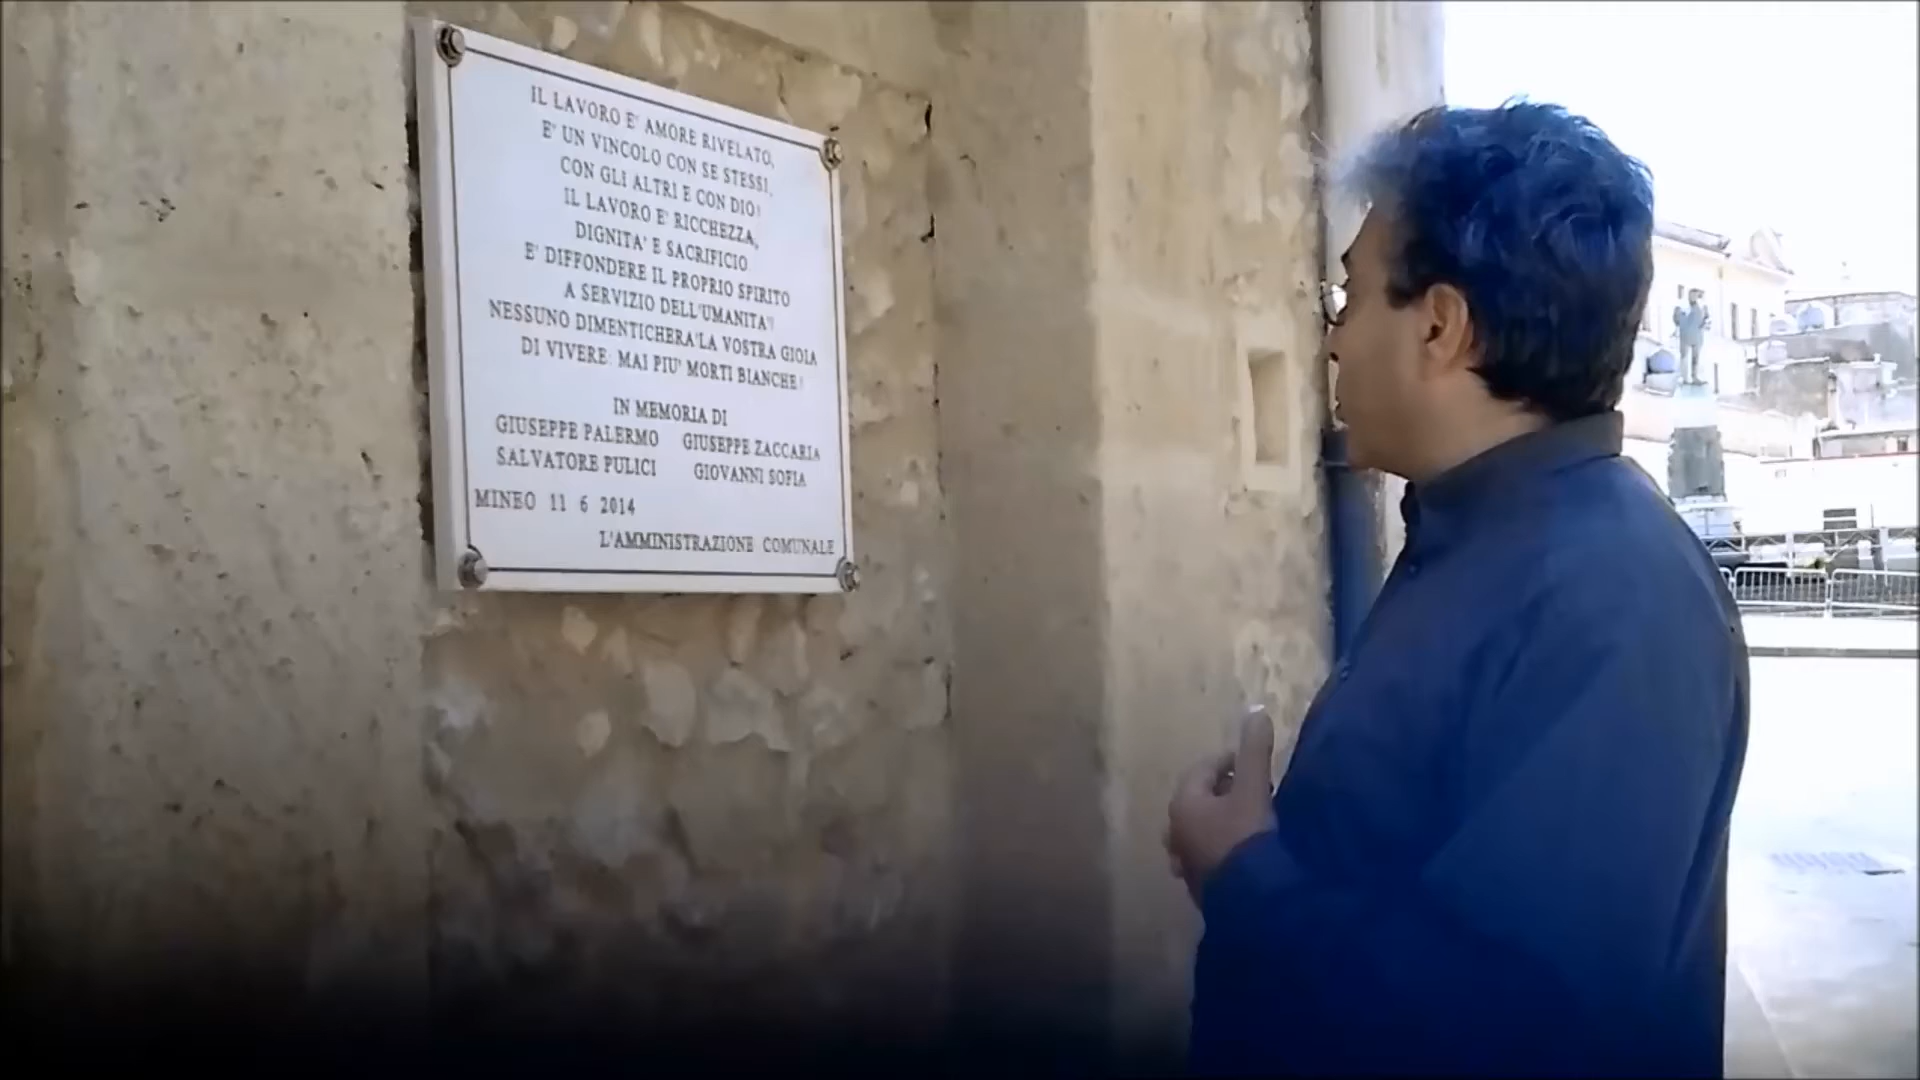 IL LAVORO E' AMORE RIVELATO,
E' UN VINCOLO CON SE STESSI,
CON GLI ALTRI E CON DIO!
IL LAVORO E' RICCHEZZA,
DIGNITA' E SACRIFICIO
E' DIFFONDERE IL PROPRIO SPIRITO
A SERVIZIO DELL'UMANITA'!
NESSUNO DIMENTICHERA' LA VOSTRA GIOIA
DI VIVERE: MAI PIU' MORTI BIANCHE!
IN MEMORIA DI
GIUSEPPE PALERMO GIUSEPPE ZACCARIA
SALVATORE PULICI GIOVANNI SOFIA
MINEO 11 6 2014
L'AMMINISTRAZIONE COMUNALE